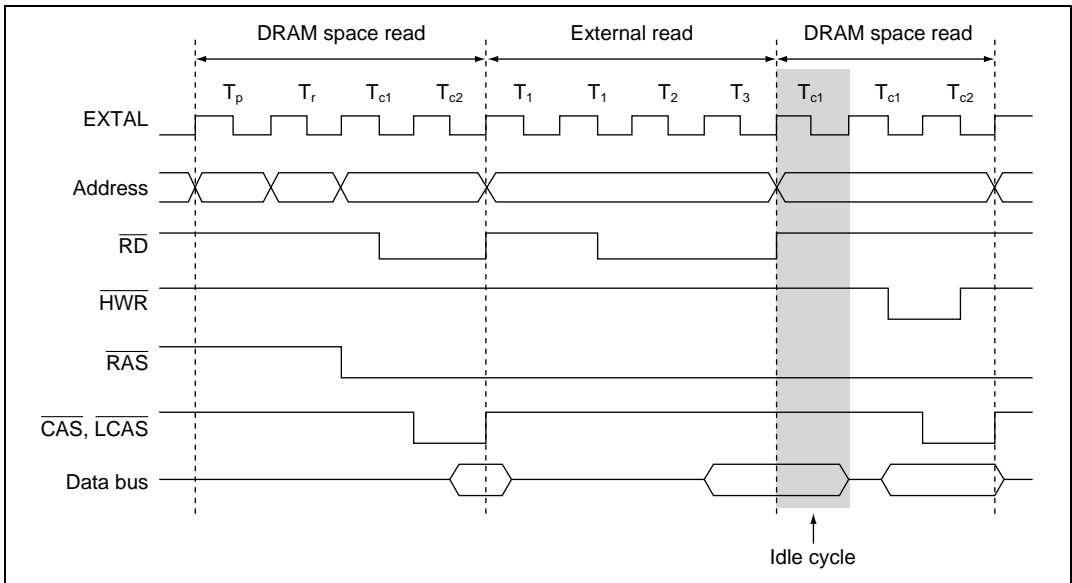 DRAM space read External read DRAM space read
Tp Tr Tc1 Tc2 T1 T1 T2 T3 Tc1 Tc1 Tc2
EXTAL
Address
RD
HWR
RAS
CAS, LCAS
Data bus
Idle cycle